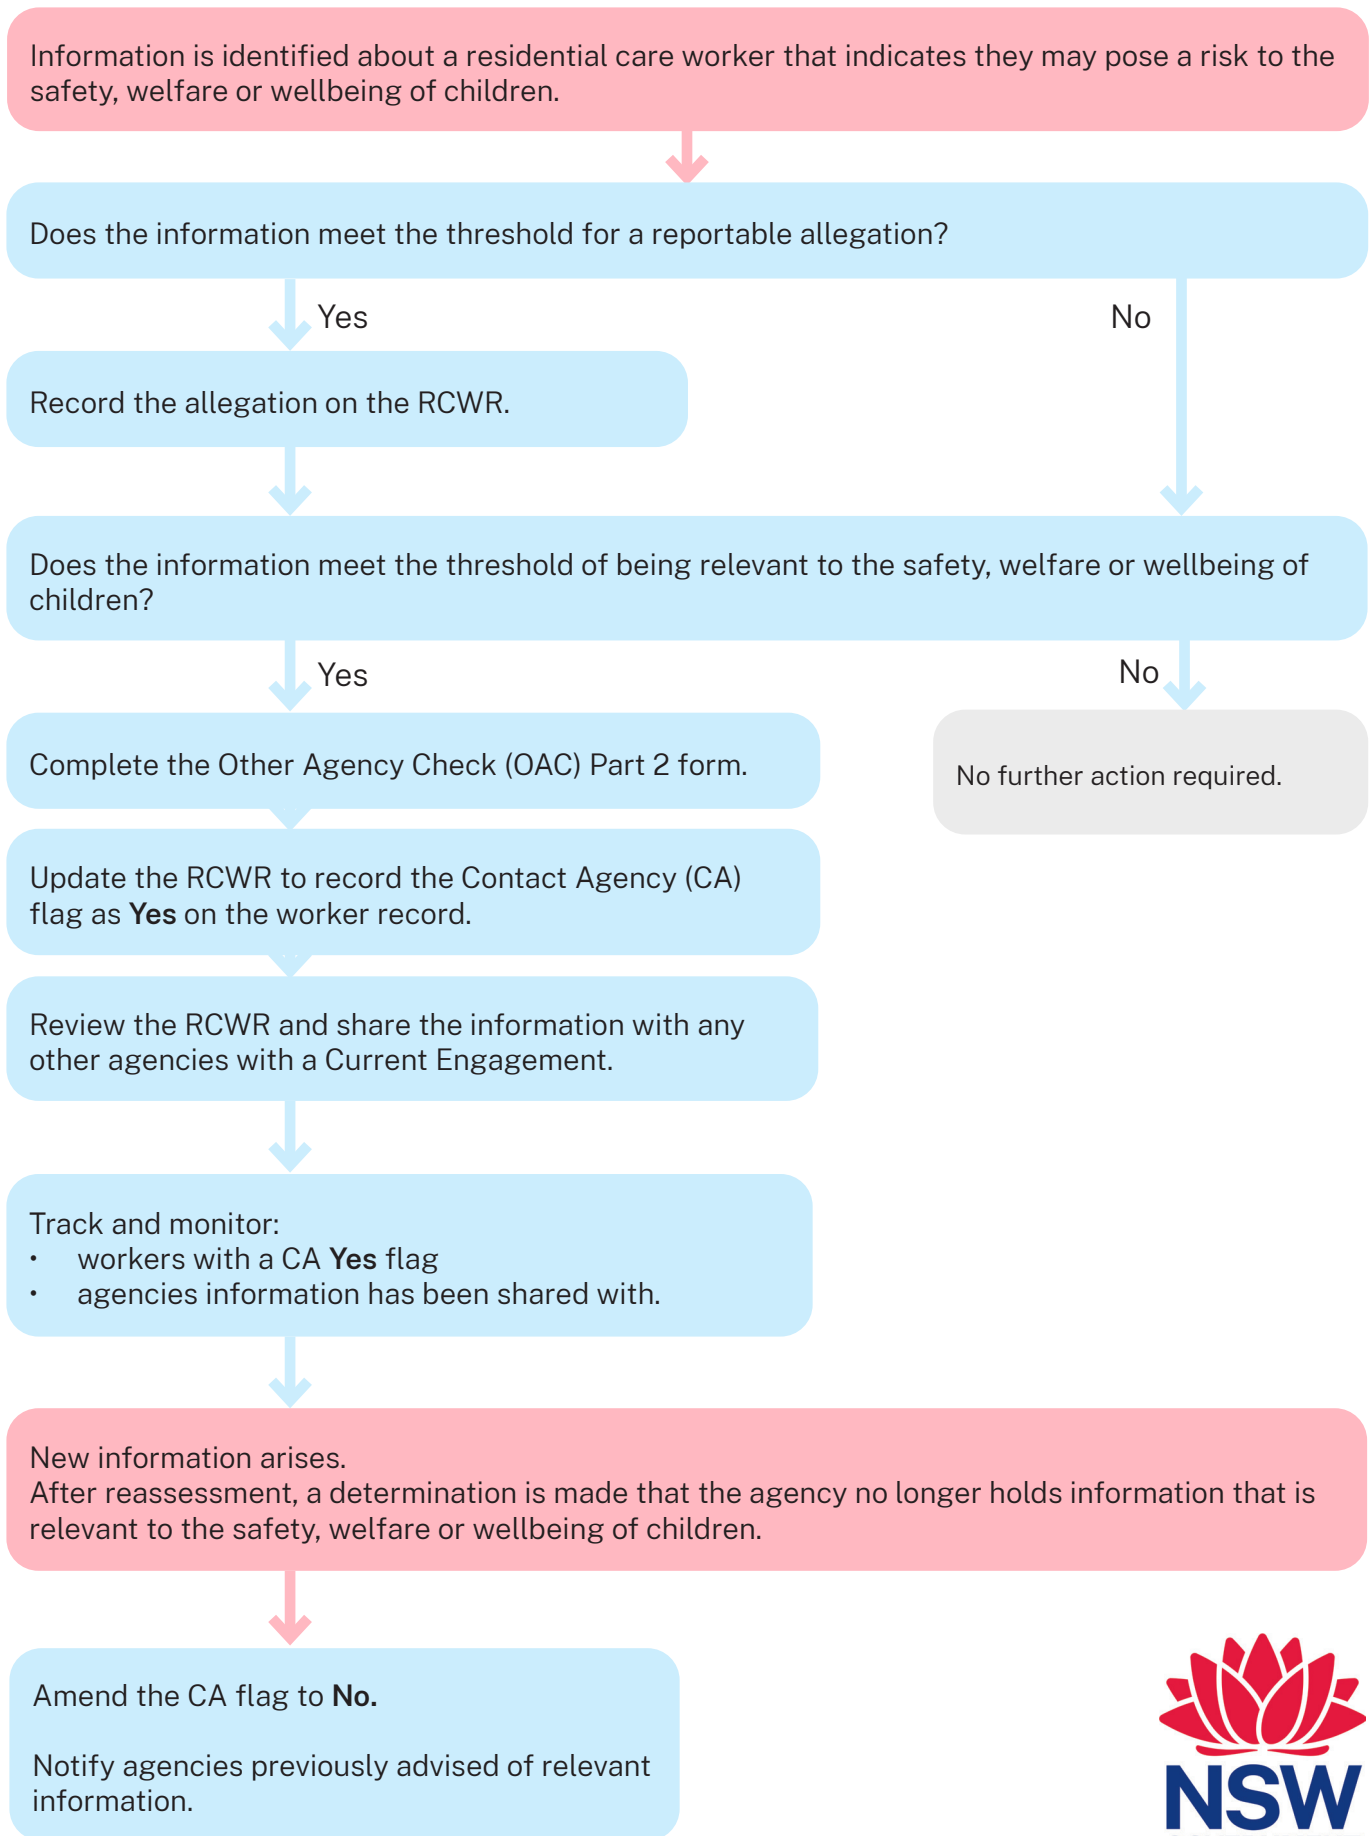 Information is identified about a residential care worker that indicates they may pose a risk to the
safety, welfare or wellbeing of children.
Does the information meet the threshold for a reportable allegation?
Yes
No
Record the allegation on the RCWR.
Does the information meet the threshold of being relevant to the safety, welfare or wellbeing of
children?
Yes
No
Complete the Other Agency Check (OAC) Part 2 form.
No further action required.
Update the RCWR to record the Contact Agency (CA)
flag as Yes on the worker record.
Review the RCWR and share the information with any
other agencies with a Current Engagement.
Track and monitor:
• workers with a CA Yes flag
• agencies information has been shared with.
New information arises.
After reassessment, a determination is made that the agency no longer holds information that is
relevant to the safety, welfare or wellbeing of children.
Amend the CA flag to No.
Notify agencies previously advised of relevant
information.
NSW